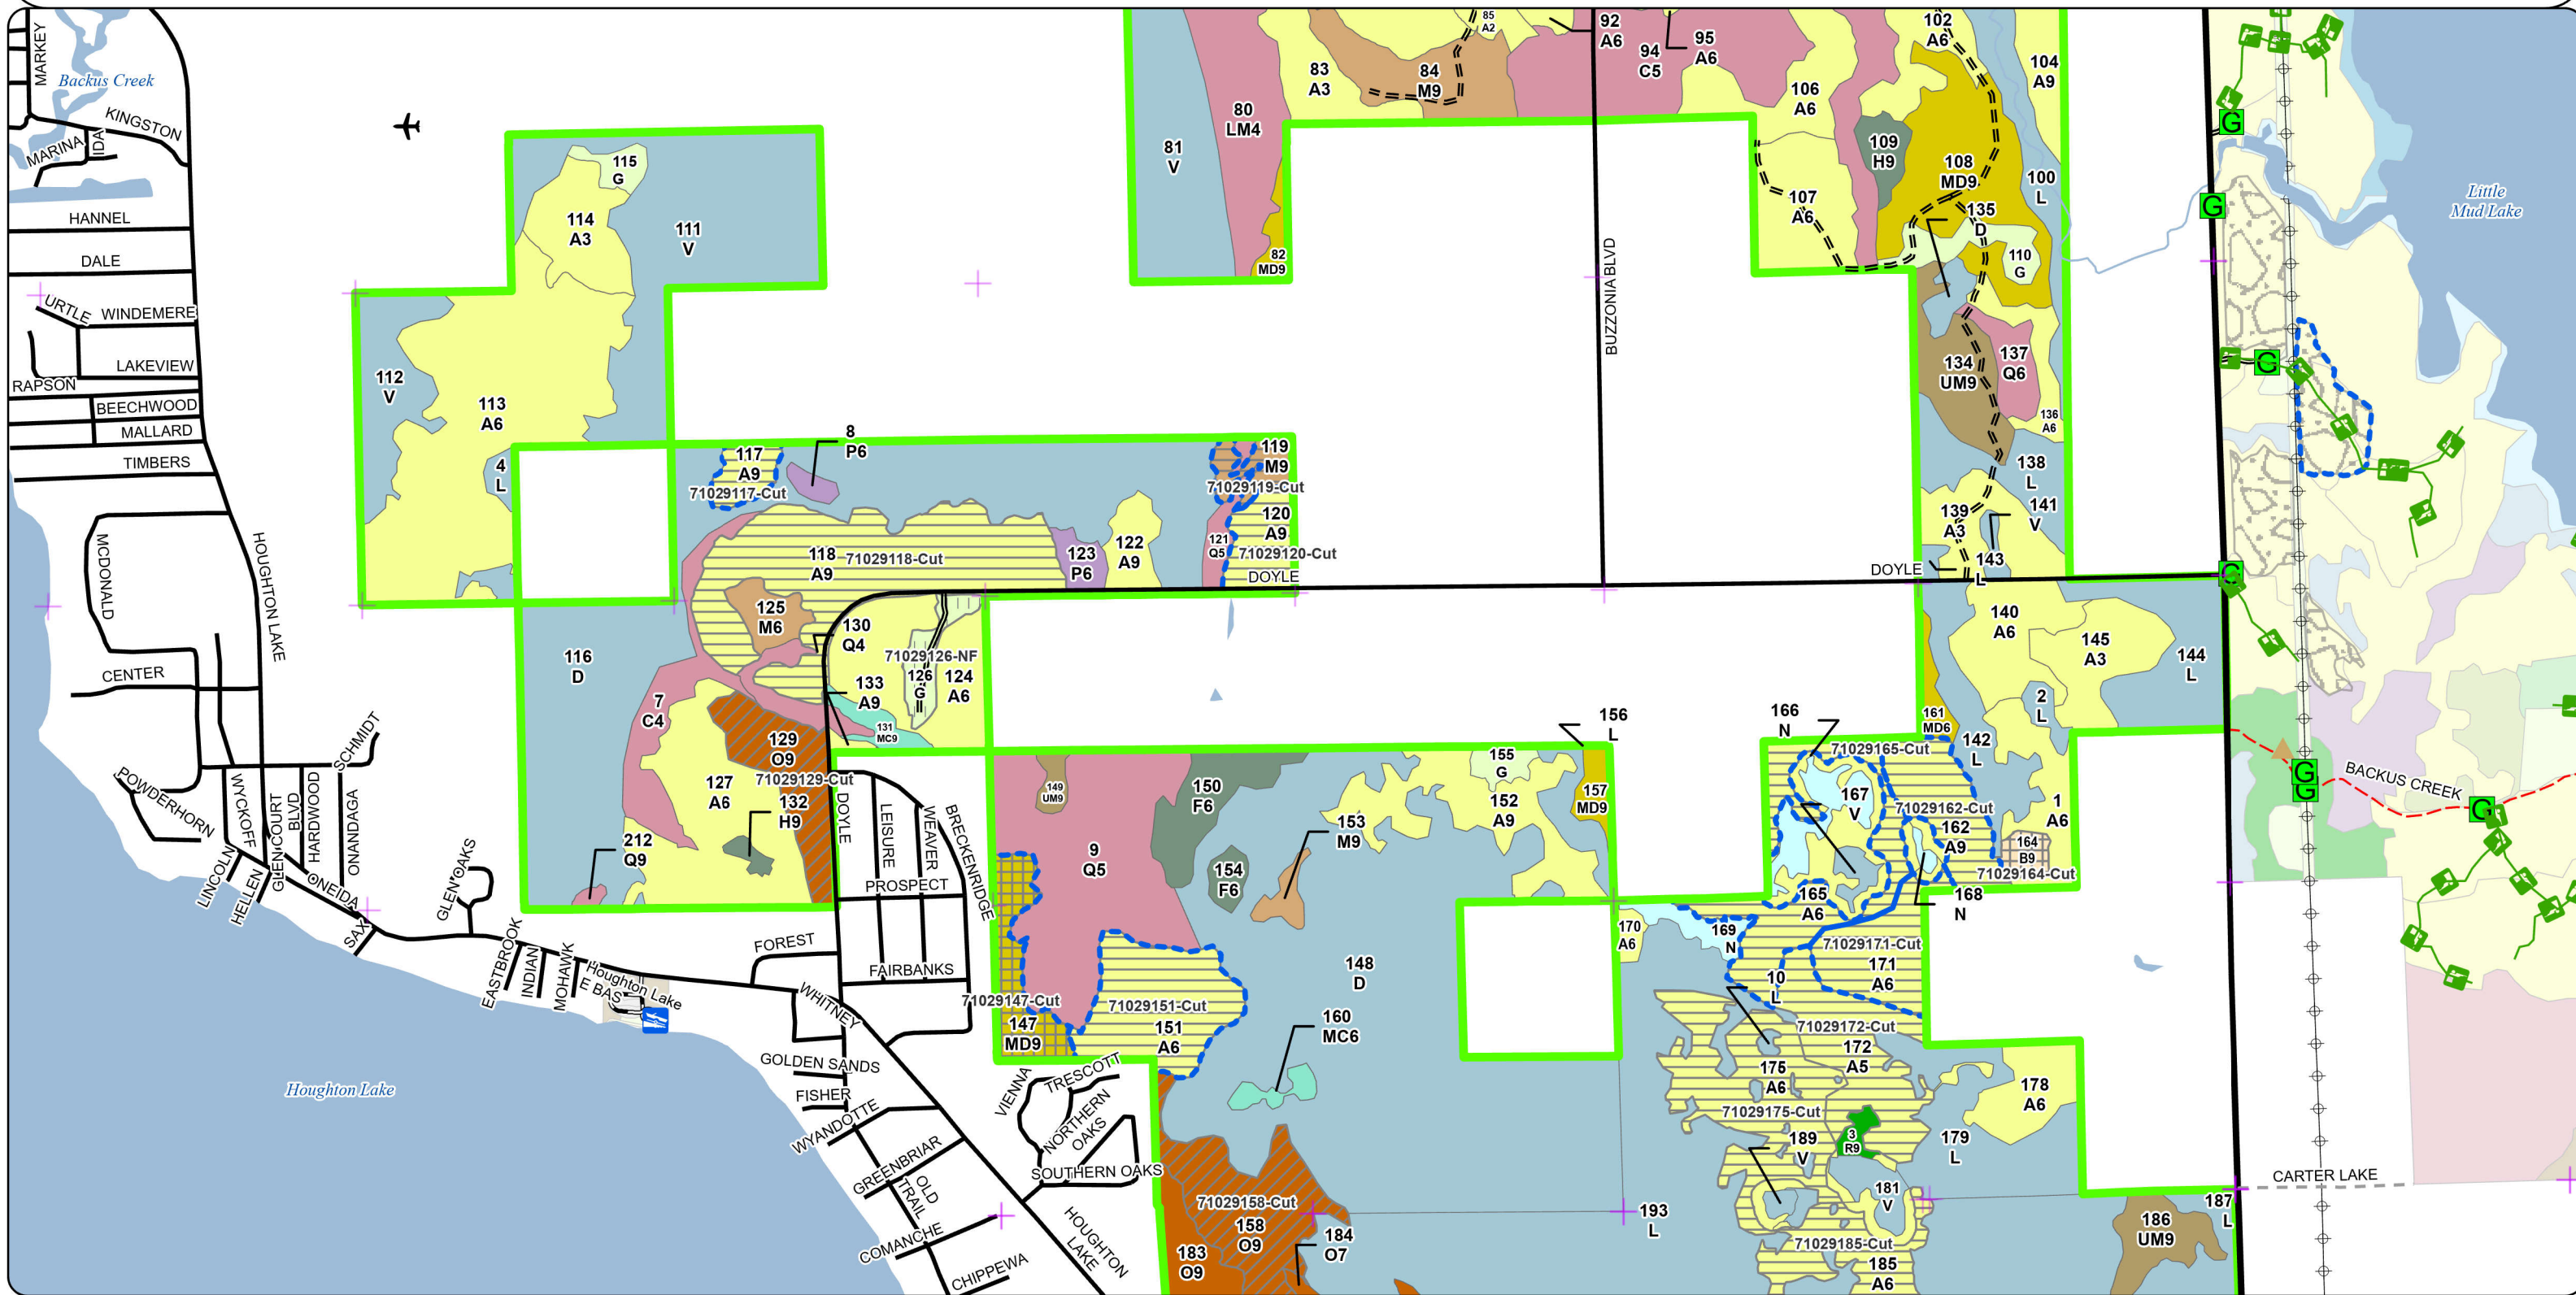 MARKEY
Backus Creek
KINGSTON
MARINA
IDA
HANNEL
DALE
URTLE
WINDEMERE
LAKEVIEW
RAPSON
BEECHWOOD
MALLARD
TIMBERS
MCDONALD
HOUGHTON LAKE
CENTER
SCHMIDT
POWDERHORN
WYCKOFF
GLEN COURT
BLVD
HARDWOOD
ONANDAGA
LINCOLN
HELLEN
ONEIDA
SAX
GLEN OAKS
EASTBROOK
INDIAN
MOHAWK
Houghton Lake
E BAS
Houghton Lake
FOREST
WHITNEY
FAIRBANKS
PROSPECT
DOYLE
LEISURE
WEAVER
BRECKENRIDGE
GOLDEN SANDS
FISHER
WYANDOTTE
GREENBRIAR
OLD
TRAIL
COMANCHE
CHIPPEWA
HOUGHTON
LAKE
VIENNA
TRESCOTT
NORTHERN
OAKS
SOUTHERN OAKS
115
G
114
A3
111
V
112
V
113
A6
4
L
117
A9
71029117-Cut
8
P6
119
M9
71029119-Cut
120
A9
71029120-Cut
121
Q5
DOYLE
122
A9
123
P6
118
A9
71029118-Cut
125
M6
130
Q4
71029126-NF
126
G
124
A6
133
A9
131
MC9
116
D
7
C4
129
O9
71029129-Cut
127
A6
132
H9
212
Q9
81
V
80
LM4
82
MD9
83
A3
84
M9
85
A2
92
A6
94
C5
95
A6
102
A6
104
A9
106
A6
107
A6
109
H9
108
MD9
100
L
135
D
110
G
BUZZONIA BLVD
134
UM9
137
Q6
136
A6
138
L
139
A3
141
V
143
L
DOYLE
140
A6
145
A3
144
L
2
L
161
MD6
142
L
1
A6
149
UM9
150
F6
9
Q5
154
F6
153
M9
155
G
152
A9
156
L
157
MD9
148
D
71029147-Cut
147
MD9
71029151-Cut
151
A6
160
MC6
71029158-Cut
158
O9
183
O9
184
O7
193
L
166
N
71029165-Cut
167
V
71029162-Cut
162
A9
164
B9
71029164-Cut
165
A6
168
N
170
A6
169
N
71029171-Cut
171
A6
10
L
71029172-Cut
172
A5
175
A6
71029175-Cut
3
R9
189
V
178
A6
179
L
181
V
71029185-Cut
185
A6
186
UM9
187
L
Little
Mud Lake
G
G
G
G
G
G
G
BACKUS CREEK
CARTER LAKE